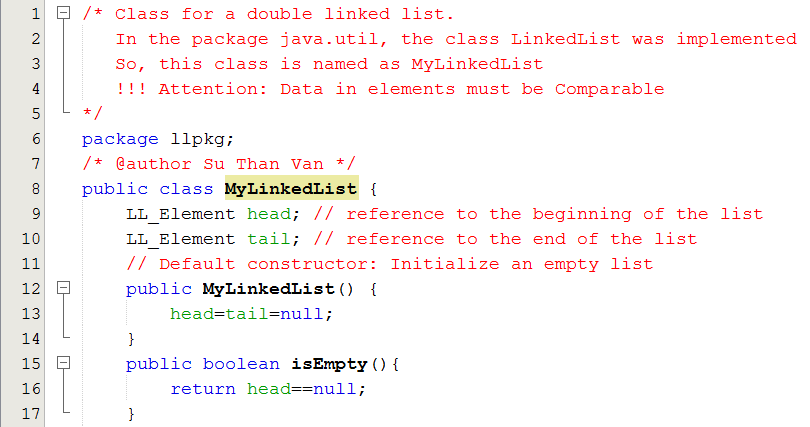 1 /* Class for a double linked list.
2 In the package java.util, the class LinkedList was implemented
3 So, this class is named as MyLinkedList
4 !!! Attention: Data in elements must be Comparable
5 */
6 package llpkg;
7 /* @author Su Than Van */
8 public class MyLinkedList {
9 LL_Element head; // reference to the beginning of the list
10 LL_Element tail; // reference to the end of the list
11 // Default constructor: Initialize an empty list
12 public MyLinkedList() {
13 head=tail=null;
14 }
15 public boolean isEmpty(){
16 return head==null;
17 }